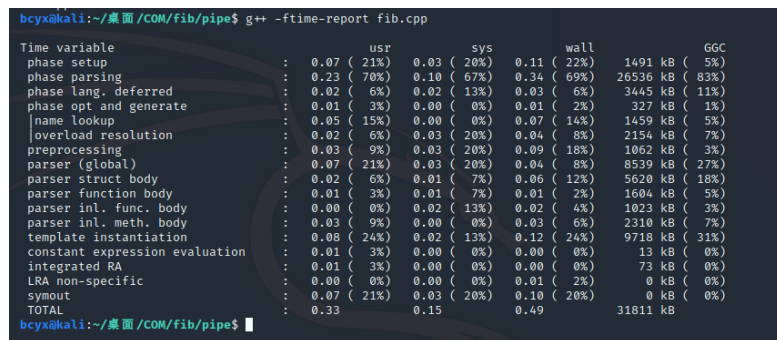 bcyx@kali:~/桌面/COM/fib/pipe$ g++ -ftime-report fib.cpp
Time variable                                   usr           sys          wall               GGC
 phase setup                        :   0.07 ( 21%)   0.03 ( 20%)   0.11 ( 22%)    1491 kB (  5%)
 phase parsing                      :   0.23 ( 70%)   0.10 ( 67%)   0.34 ( 69%)   26536 kB ( 83%)
 phase lang. deferred               :   0.02 (  6%)   0.02 ( 13%)   0.03 (  6%)    3445 kB ( 11%)
 phase opt and generate             :   0.01 (  3%)   0.00 (  0%)   0.01 (  2%)     327 kB (  1%)
 |name lookup                       :   0.05 ( 15%)   0.00 (  0%)   0.07 ( 14%)    1459 kB (  5%)
 |overload resolution               :   0.02 (  6%)   0.03 ( 20%)   0.04 (  8%)    2154 kB (  7%)
 preprocessing                      :   0.03 (  9%)   0.03 ( 20%)   0.09 ( 18%)    1062 kB (  3%)
 parser (global)                    :   0.07 ( 21%)   0.03 ( 20%)   0.04 (  8%)    8539 kB ( 27%)
 parser struct body                 :   0.02 (  6%)   0.01 (  7%)   0.06 ( 12%)    5620 kB ( 18%)
 parser function body               :   0.01 (  3%)   0.01 (  7%)   0.01 (  2%)    1604 kB (  5%)
 parser inl. func. body             :   0.00 (  0%)   0.02 ( 13%)   0.02 (  4%)    1023 kB (  3%)
 parser inl. meth. body             :   0.03 (  9%)   0.00 (  0%)   0.03 (  6%)    2310 kB (  7%)
 template instantiation             :   0.08 ( 24%)   0.02 ( 13%)   0.12 ( 24%)    9718 kB ( 31%)
 constant expression evaluation     :   0.01 (  3%)   0.00 (  0%)   0.00 (  0%)      13 kB (  0%)
 integrated RA                      :   0.01 (  3%)   0.00 (  0%)   0.00 (  0%)      73 kB (  0%)
 LRA non-specific                   :   0.00 (  0%)   0.00 (  0%)   0.01 (  2%)       0 kB (  0%)
 symout                             :   0.07 ( 21%)   0.03 ( 20%)   0.10 ( 20%)       0 kB (  0%)
 TOTAL                              :   0.33          0.15          0.49          31811 kB
bcyx@kali:~/桌面/COM/fib/pipe$